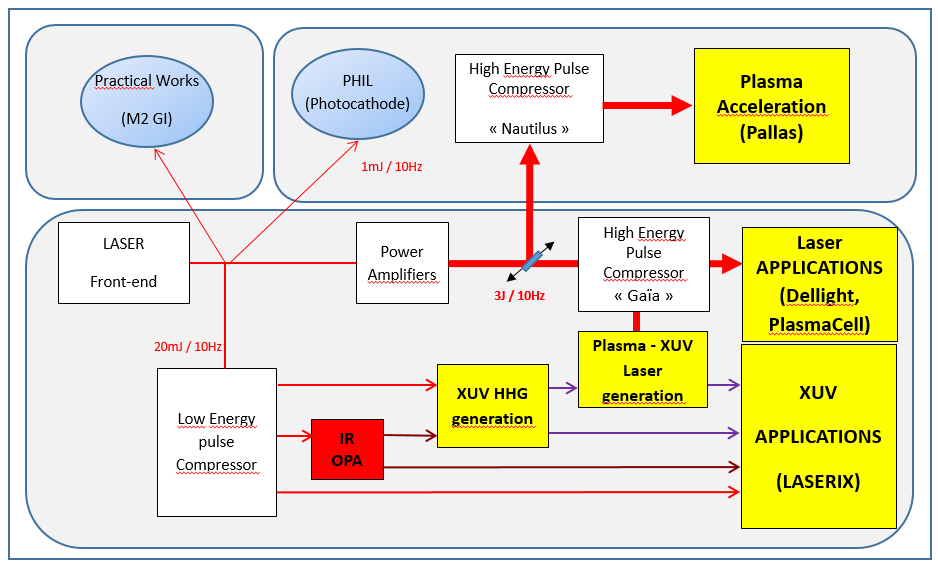 Practical Works
(M2 GI)
PHIL
(Photocathode)
1mJ / 10Hz
High Energy Pulse
Compressor
« Nautilus »
Plasma
Acceleration
(Pallas)
LASER
Front-end
Power
Amplifiers
3J / 10Hz
High Energy
Pulse
Compressor
« Gaïa »
Laser
APPLICATIONS
(Dellight,
PlasmaCell)
20mJ / 10Hz
Low Energy
pulse
Compressor
IR
OPA
XUV HHG
generation
Plasma - XUV
Laser
generation
XUV
APPLICATIONS
(LASERIX)